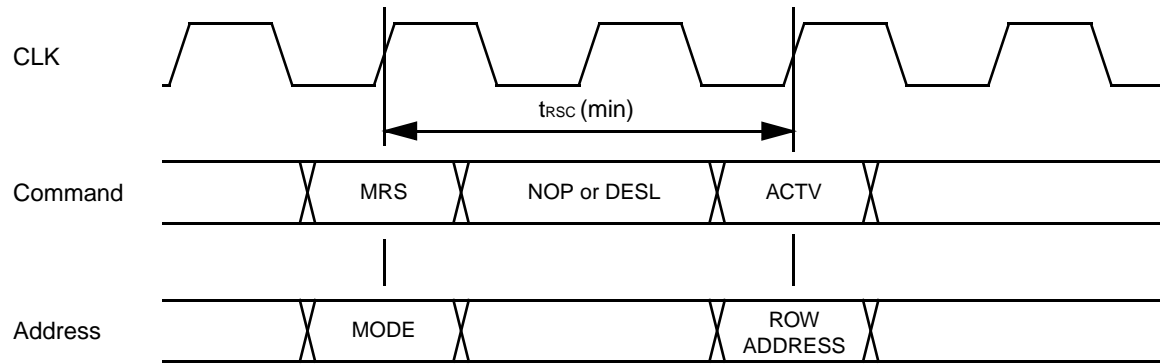 CLK
tRSC (min)
Command
MRS
NOP or DESL
ACTV
Address
MODE
ROW
ADDRESS